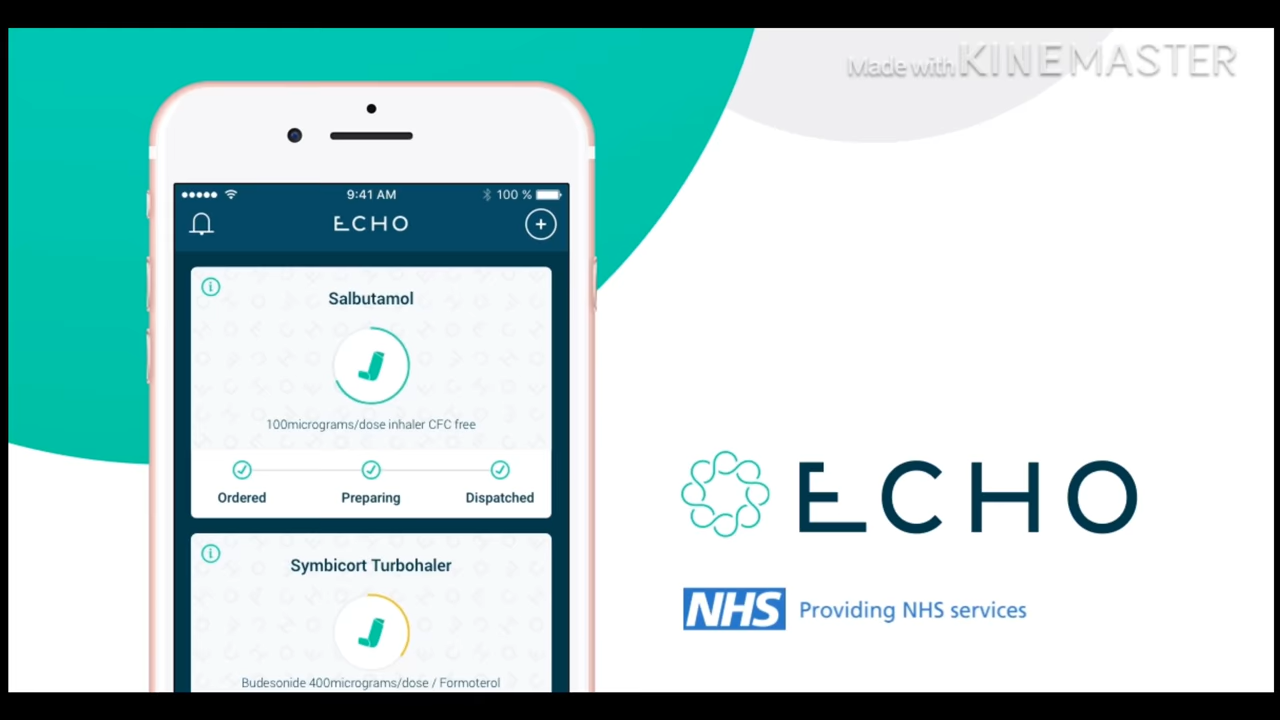 Made with KINEMASTER
9:41 AM
100 %
ECHO
Salbutamol
100micrograms/dose inhaler CFC free
Ordered
Preparing
Dispatched
Symbicort Turbohaler
Budesonide 400micrograms/dose / Formoterol
ECHO
NHS Providing NHS services